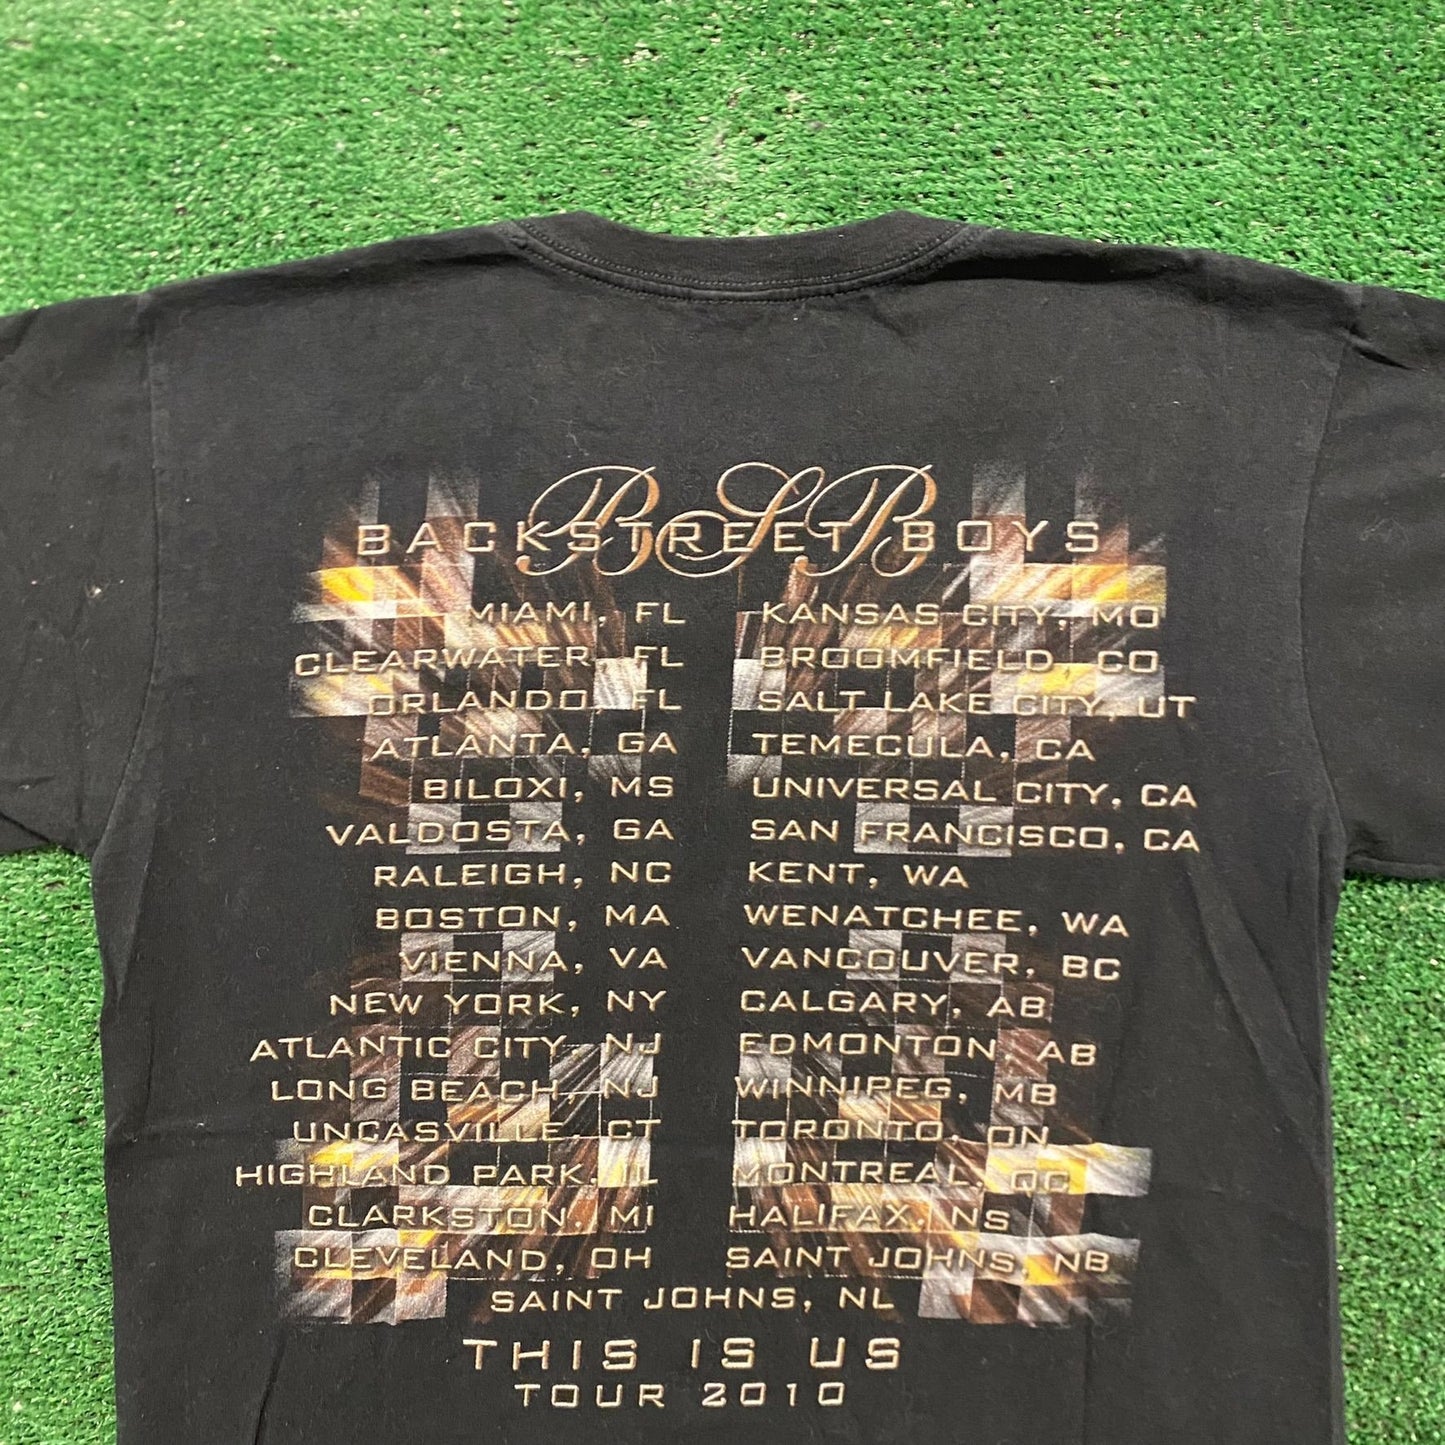 BSB
BACKSTREET BOYS
MIAMI, FL
CLEARWATER, FL
ORLANDO, FL
ATLANTA, GA
BILOXI, MS
VALDOSTA, GA
RALEIGH, NC
BOSTON, MA
VIENNA, VA
NEW YORK, NY
ATLANTIC CITY, NJ
LONG BEACH, NJ
UNCASVILLE, CT
HIGHLAND PARK, IL
CLARKSTON, MI
CLEVELAND, OH
KANSAS CITY, MO
BROOMFIELD, CO
SALT LAKE CITY, UT
TEMECULA, CA
UNIVERSAL CITY, CA
SAN FRANCISCO, CA
KENT, WA
WENATCHEE, WA
VANCOUVER, BC
CALGARY, AB
EDMONTON, AB
WINNIPEG, MB
TORONTO, ON
MONTREAL, QC
HALIFAX, NS
SAINT JOHNS, NB
SAINT JOHNS, NL
THIS IS US
TOUR 2010